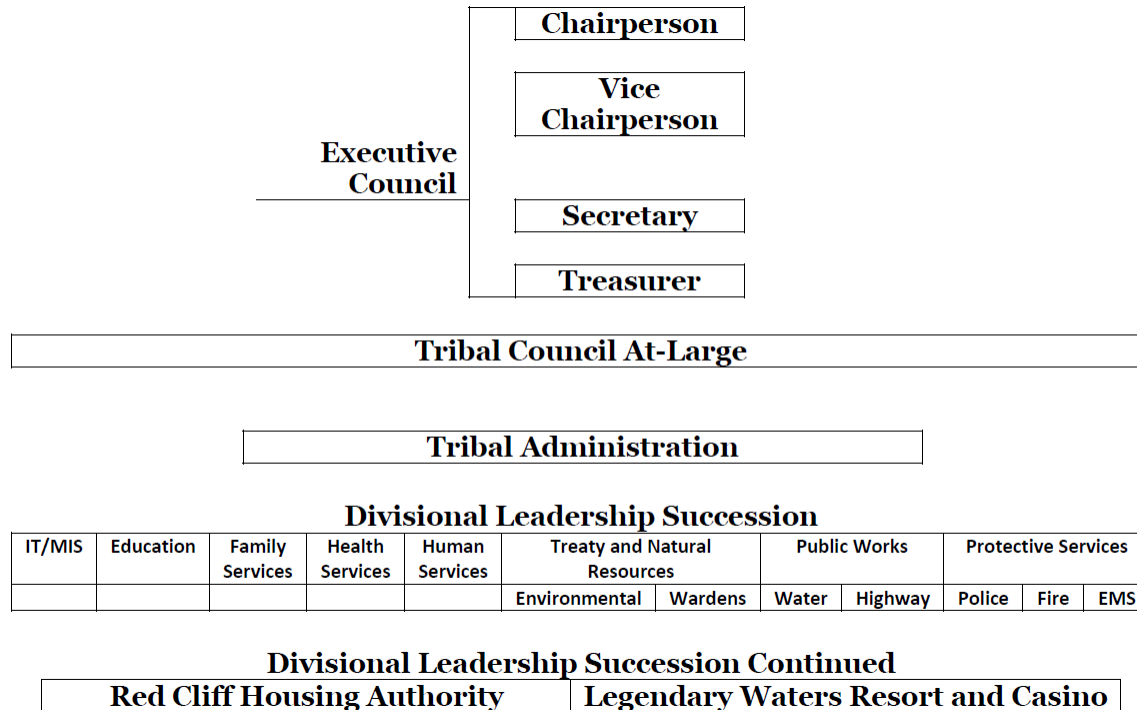 Chairperson
Vice
Chairperson
Executive
Council
Secretary
Treasurer
Tribal Council At-Large
Tribal Administration
Divisional Leadership Succession
IT/MIS Education Family Health Human Treaty and Natural Public Works Protective Services
Services Services Services Resources
Environmental Wardens Water Highway Police Fire EMS
Divisional Leadership Succession Continued
Red Cliff Housing Authority Legendary Waters Resort and Casino